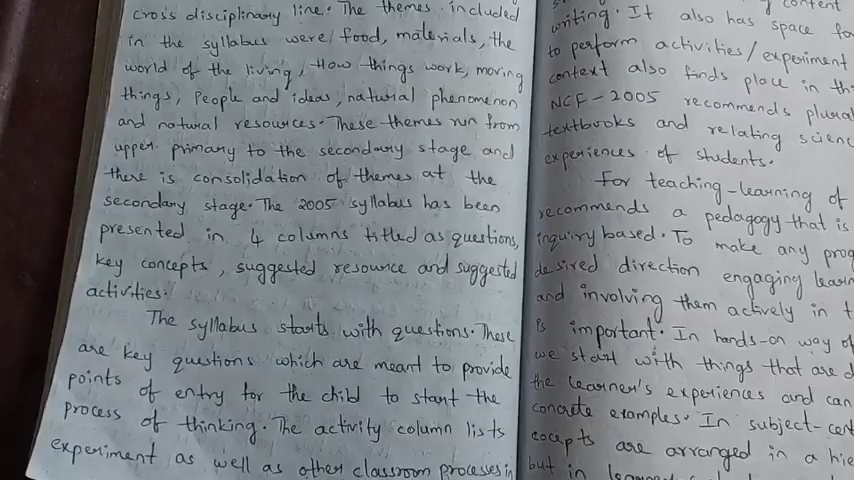 cross disciplinary line. The themes included
in the syllabus were food, materials, the
world of the living, How things work, moving
things, People and ideas, natural phenomenon
and natural resources. These themes run from
upper primary to the secondary stage and
there is consolidation of themes at the
secondary stage. The 2005 syllabus has been
presented in 4 columns titled as questions,
key concepts, suggested resource and suggested
activities.
The syllabus starts with questions. These
are key questions which are meant to provide
points of entry for the child to start the
process of thinking. The activity column lists
experiment as well as other classroom processes in
content
writing. It also has space fo
to perform activities/experiment
context also finds place in th
NCF-2005 recommends plural
textbooks and relating scienc
experiences of students.
For teaching-learning of
recommends a pedagogy that is
inquiry based. To make any prog
desired direction engaging learn
and involving them actively in t
is important. In hands-on way of
we start with things that are d
the learner's experiences and can
concrete examples. In subject-cent
cocepts are arranged in a hie
but in